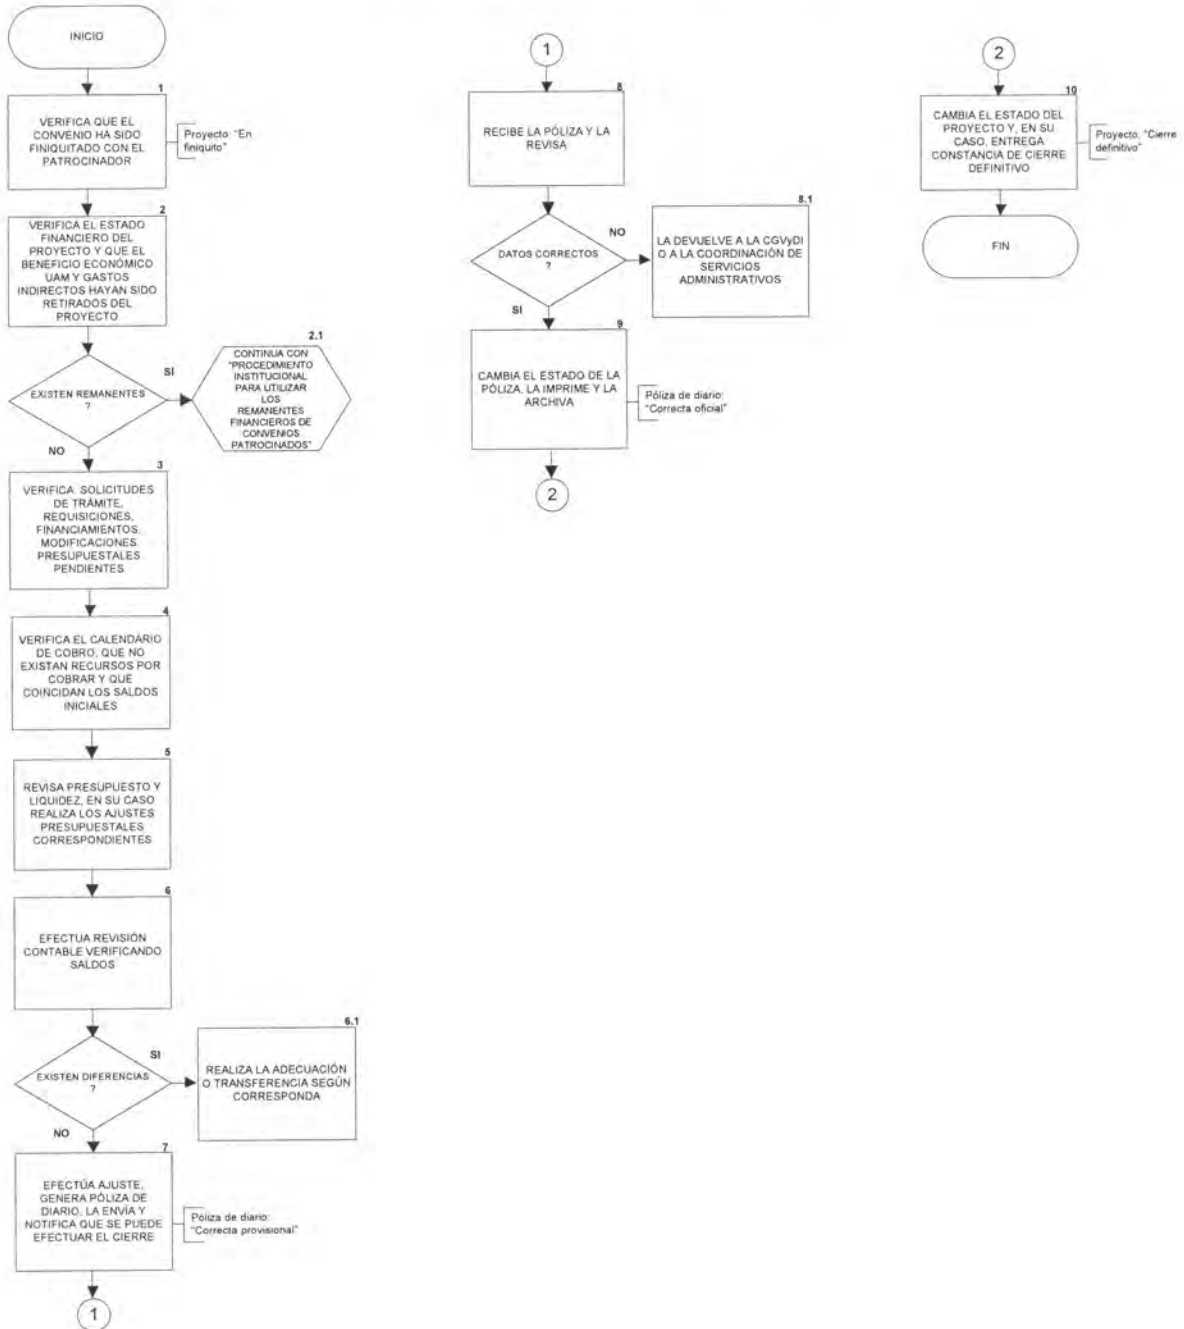 INICIO
1
VERIFICA QUE EL
CONVENIO HA SIDO
FINIQUITADO CON EL
PATROCINADOR
Proyecto: "En
finiquito"
2
VERIFICA EL ESTADO
FINANCIERO DEL
PROYECTO Y QUE EL
BENEFICIO ECONÓMICO
UAM Y GASTOS
INDIRECTOS HAYAN SIDO
RETIRADOS DEL
PROYECTO
EXISTEN REMANENTES
?
SI
2.1
CONTINUA CON
"PROCEDIMIENTO
INSTITUCIONAL
PARA UTILIZAR
LOS
REMANENTES
FINANCIEROS DE
CONVENIOS
PATROCINADOS"
NO
3
VERIFICA SOLICITUDES
DE TRÁMITE,
REQUISICIONES,
FINANCIAMIENTOS,
MODIFICACIONES
PRESUPUESTALES
PENDIENTES
4
VERIFICA EL CALENDARIO
DE COBRO, QUE NO
EXISTAN RECURSOS POR
COBRAR Y QUE
COINCIDAN LOS SALDOS
INICIALES
5
REVISA PRESUPUESTO Y
LIQUIDEZ, EN SU CASO
REALIZA LOS AJUSTES
PRESUPUESTALES
CORRESPONDIENTES
6
EFECTUA REVISIÓN
CONTABLE VERIFICANDO
SALDOS
EXISTEN DIFERENCIAS
?
SI
6.1
REALIZA LA ADECUACIÓN
O TRANSFERENCIA SEGÚN
CORRESPONDA
NO
7
EFECTÚA AJUSTE,
GENERA PÓLIZA DE
DIARIO, LA ENVÍA Y
NOTIFICA QUE SE PUEDE
EFECTUAR EL CIERRE
Póliza de diario:
"Correcta provisional"
1
1
8
RECIBE LA PÓLIZA Y LA
REVISA
DATOS CORRECTOS
?
NO
8.1
LA DEVUELVE A LA CGVyDI
O A LA COORDINACIÓN DE
SERVICIOS
ADMINISTRATIVOS
SI
9
CAMBIA EL ESTADO DE LA
PÓLIZA, LA IMPRIME Y LA
ARCHIVA
Póliza de diario:
"Correcta oficial"
2
2
10
CAMBIA EL ESTADO DEL
PROYECTO Y, EN SU
CASO, ENTREGA
CONSTANCIA DE CIERRE
DEFINITIVO
Proyecto: "Cierre
definitivo"
FIN